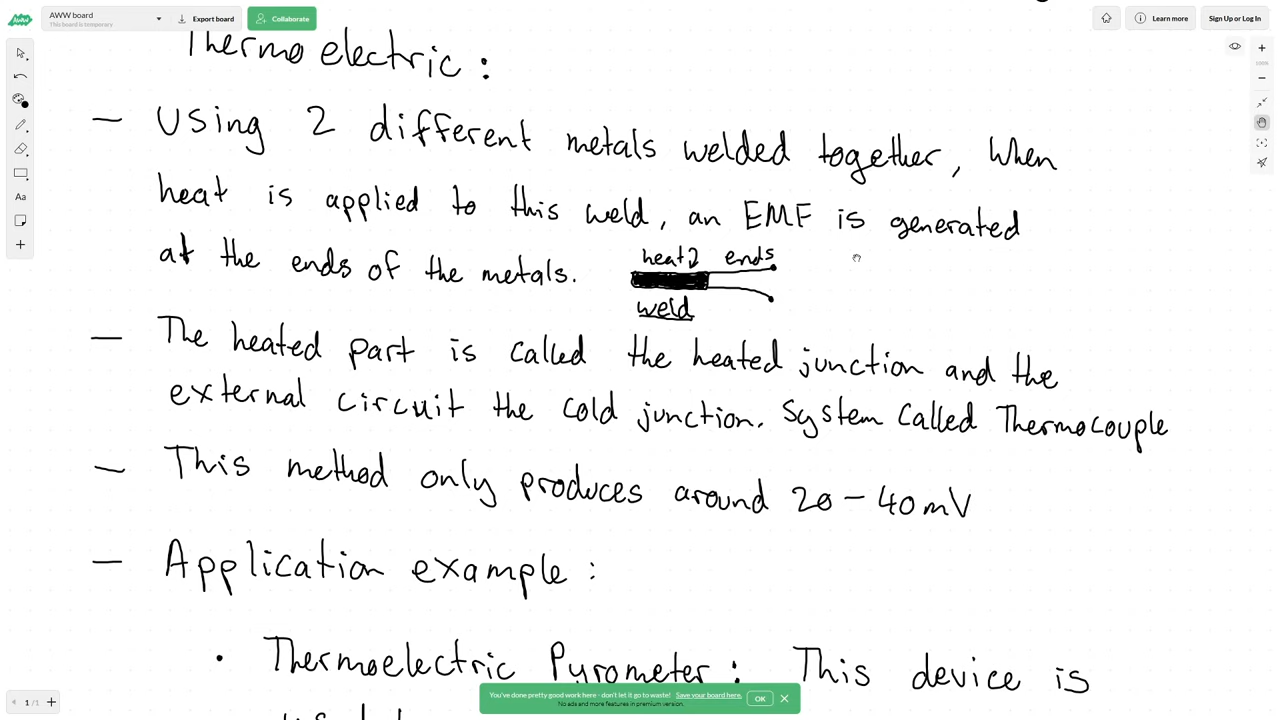 AWW board
This board is temporary
Export board
Collaborate
Learn more
Sign Up or Log In
Thermoelectric:
100%
Aa
- Using 2 different metals welded together, When
heat is applied to this weld, an EMF is generated
at the ends of the metals.
heat
ends
weld
- The heated part is called the heated junction and the
external circuit the cold junction. System called Thermocouple
- This method only produces around 20-40mV
- Application example:
• Thermoelectric Pyrometer: This device is
You've done pretty good work here - don't let it go to waste! Save your board here.
No ads and more features in premium version.
OK
1/1